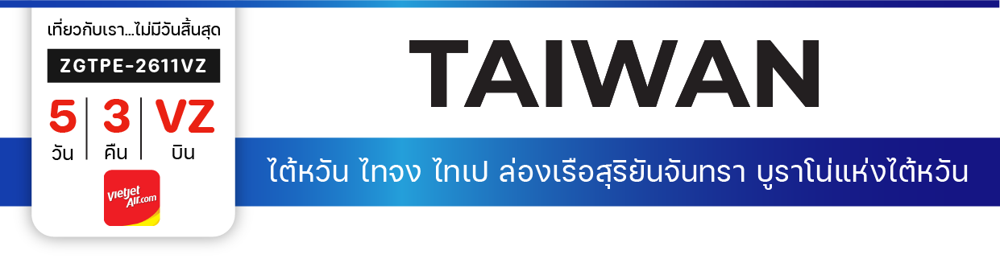 เที่ยวกับเรา...ไม่มีวันสิ้นสุด
ZGTPE-2611VZ
5 3 VZ
วัน คืน บิน
Vietjet
Air.com
TAIWAN
ไต้หวัน ไทจง ไทเป ล่องเรือสุริยันจันทรา บูราโน่แห่งไต้หวัน